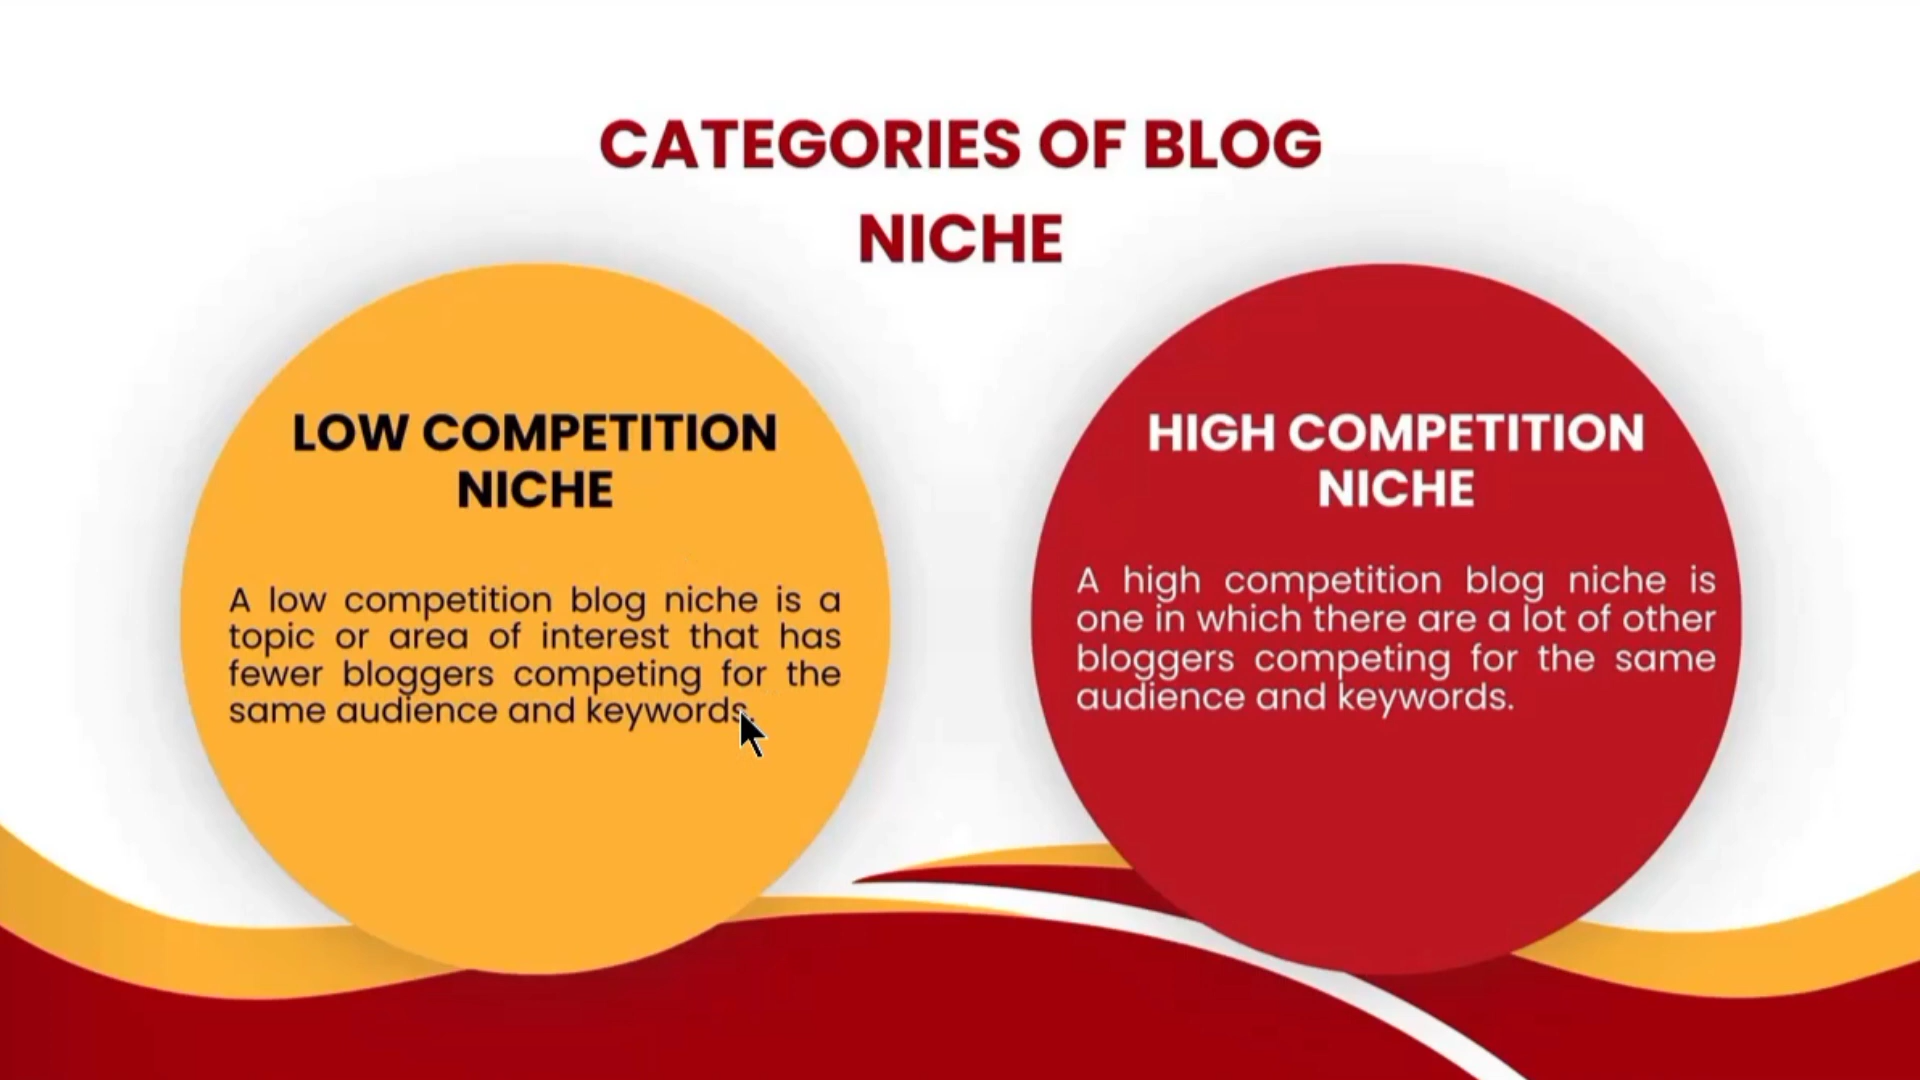 CATEGORIES OF BLOG
NICHE
LOW COMPETITION
NICHE
A low competition blog niche is a
topic or area of interest that has
fewer bloggers competing for the
same audience and keywords.
HIGH COMPETITION
NICHE
A high competition blog niche is
one in which there are a lot of other
bloggers competing for the same
audience and keywords.